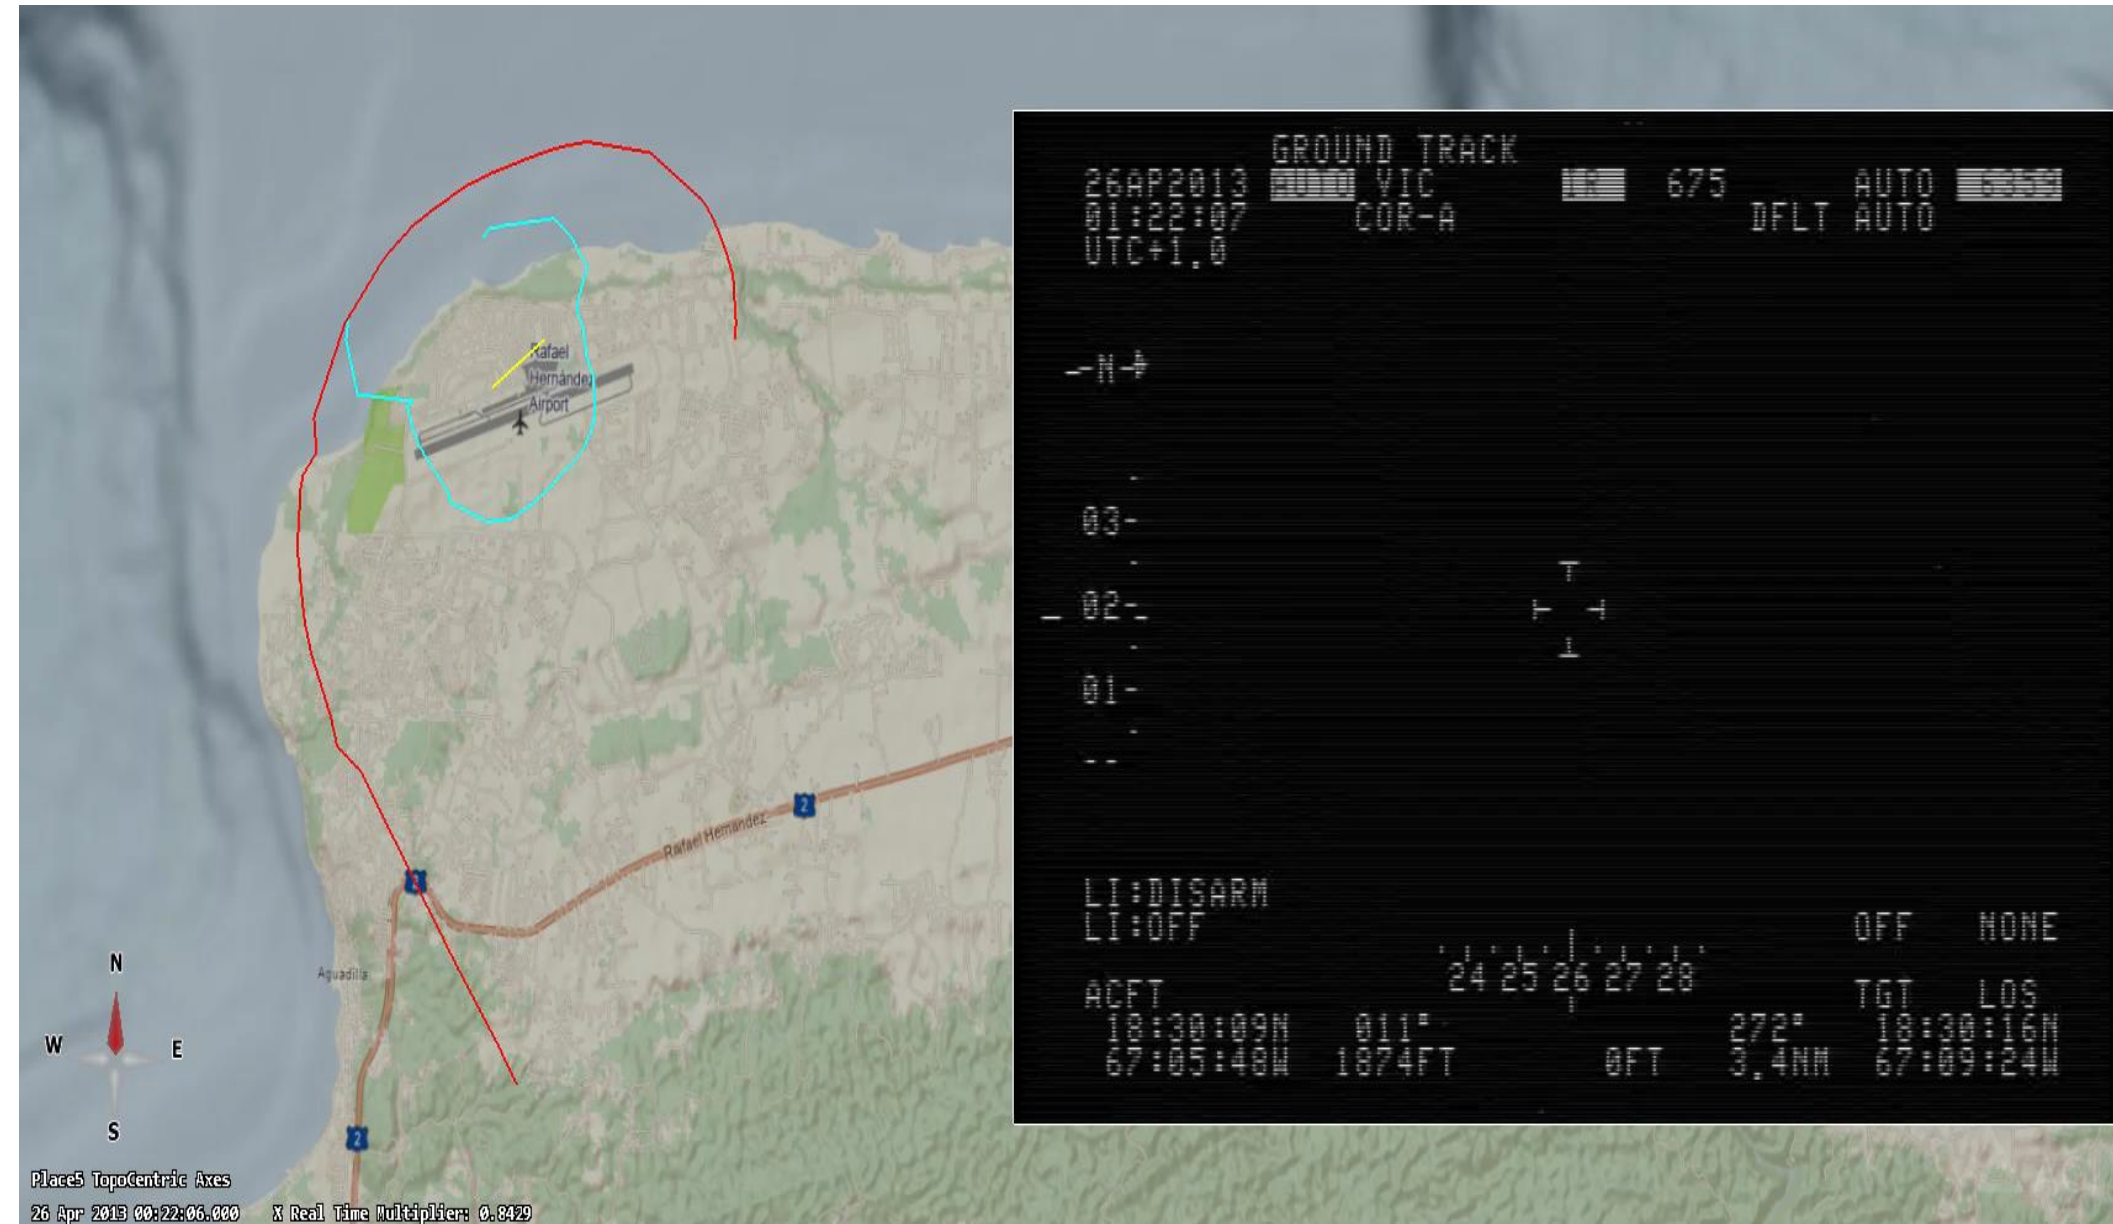 Rafael
Hernández
Airport
2
Rafael Hernandez
Aguadilla
2
N
W E
S
Place5 TopoCentric Axes
26 Apr 2013 00:22:06.000 X Real Time Multiplier: 0.8429
GROUND TRACK
26AP2013 AUTO VIC IR 675 AUTO
01:22:07 COR-A DFLT AUTO
UTC+1.0
N
03
02
01
LI:DISARM
LI:OFF OFF NONE
24 25 26 27 28
ACFT TGT LOS
18:30:09N 011° 272° 18:30:16N
67:05:48W 1874FT 0FT 3.4NM 67:09:24W